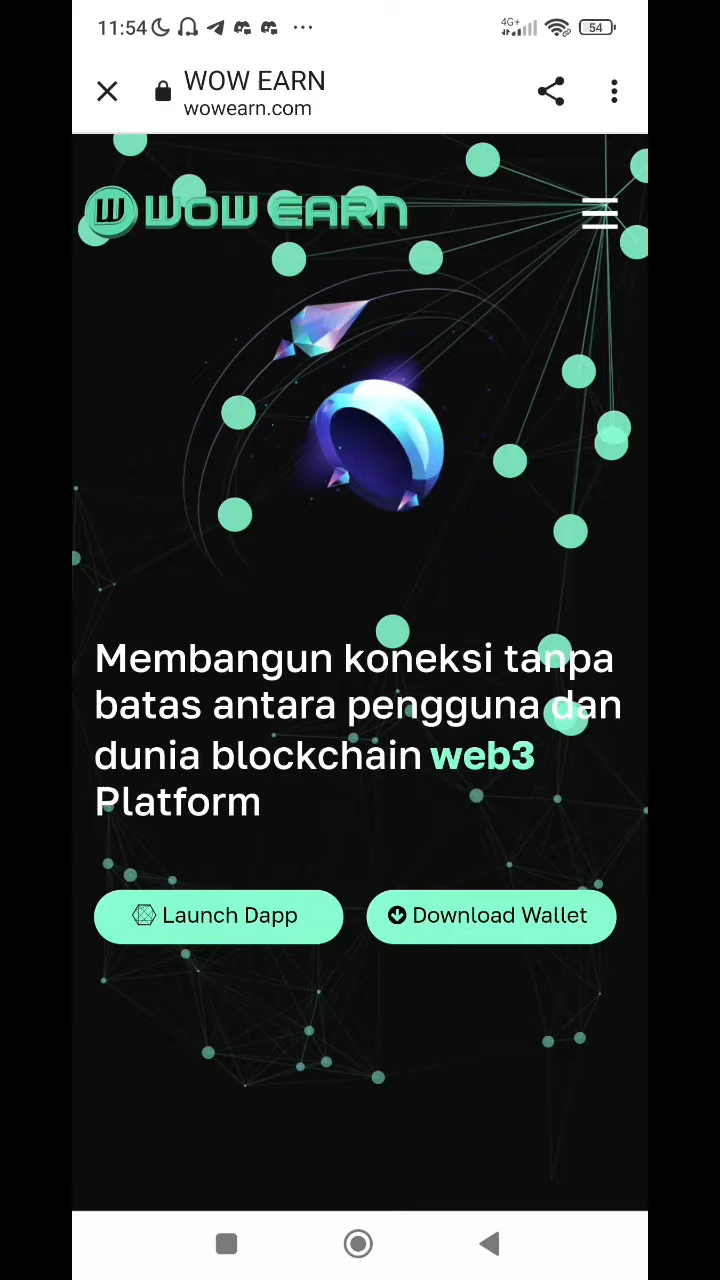 11:54
4G+
54
WOW EARN
wowearn.com
WOW EARN
Membangun koneksi tanpa
batas antara pengguna dan
dunia blockchain web3
Platform
Launch Dapp
Download Wallet